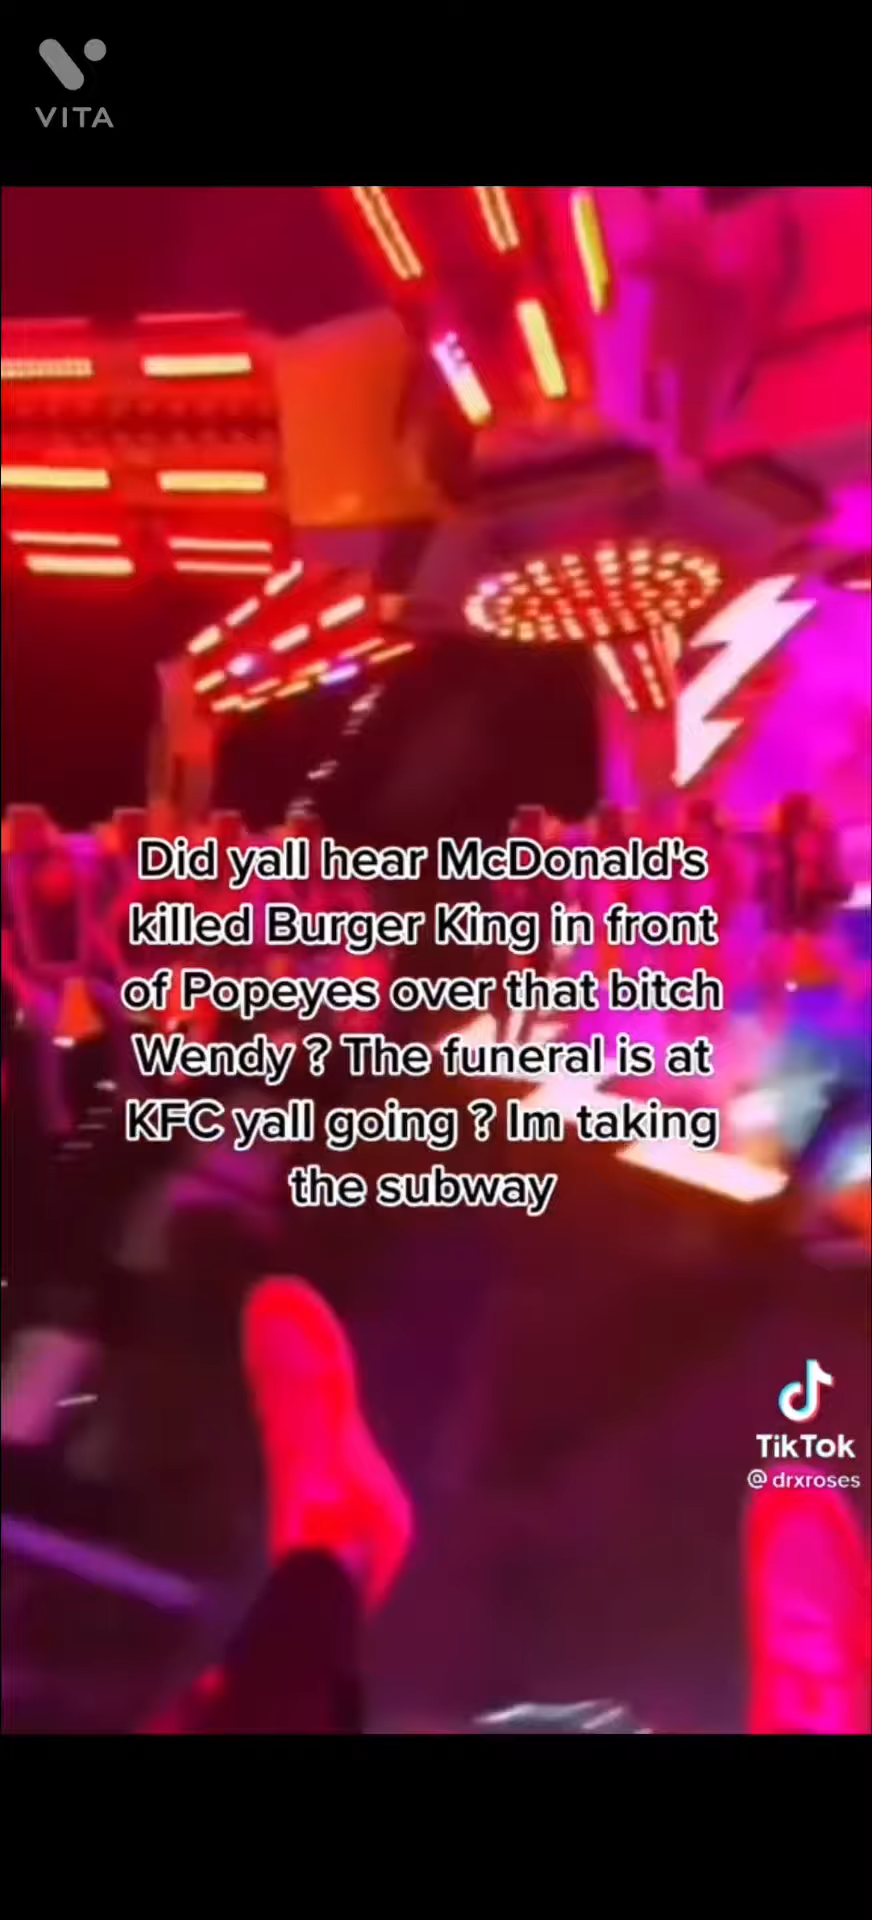 VITA
Did yall hear McDonald's
killed Burger King in front
of Popeyes over that bitch
Wendy ? The funeral is at
KFC yall going ? Im taking
the subway
TikTok
@ drxroses